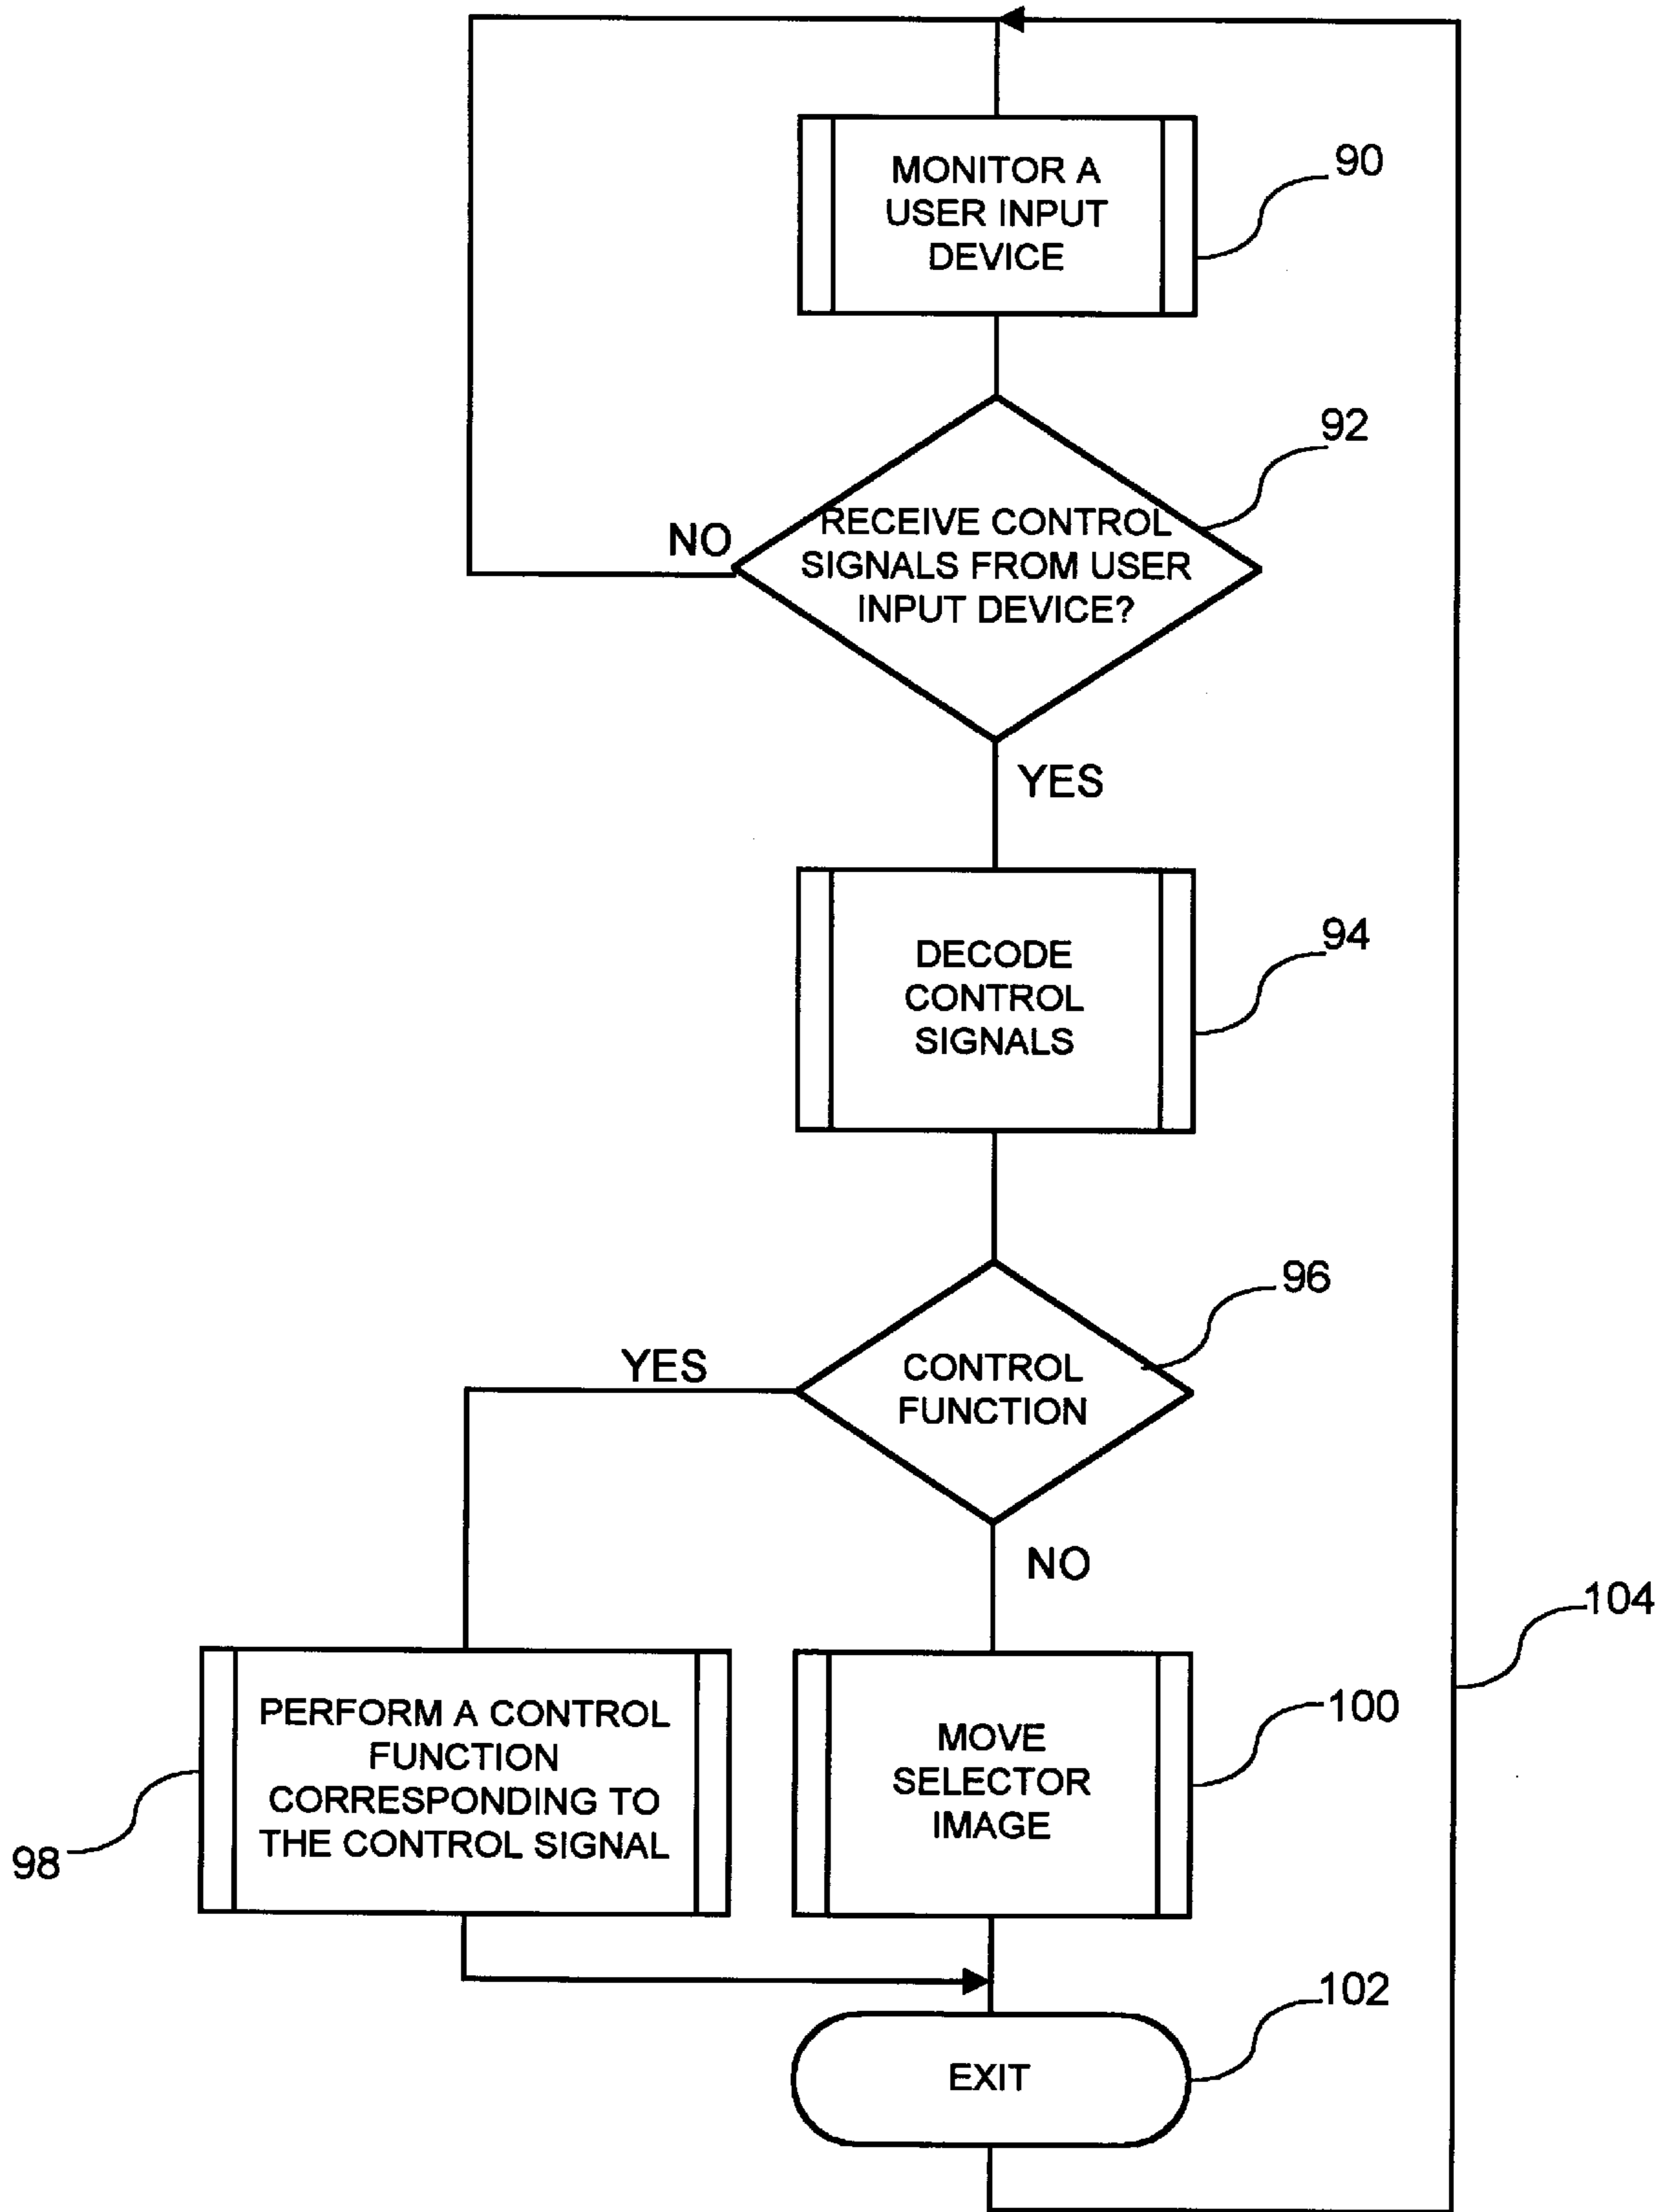 MONITOR A
USER INPUT
DEVICE
90
92
RECEIVE CONTROL
SIGNALS FROM USER
INPUT DEVICE?
NO
YES
94
DECODE
CONTROL
SIGNALS
96
CONTROL
FUNCTION
YES
NO
104
PERFORM A CONTROL
FUNCTION
CORRESPONDING TO
THE CONTROL SIGNAL
98
MOVE
SELECTOR
IMAGE
100
102
EXIT